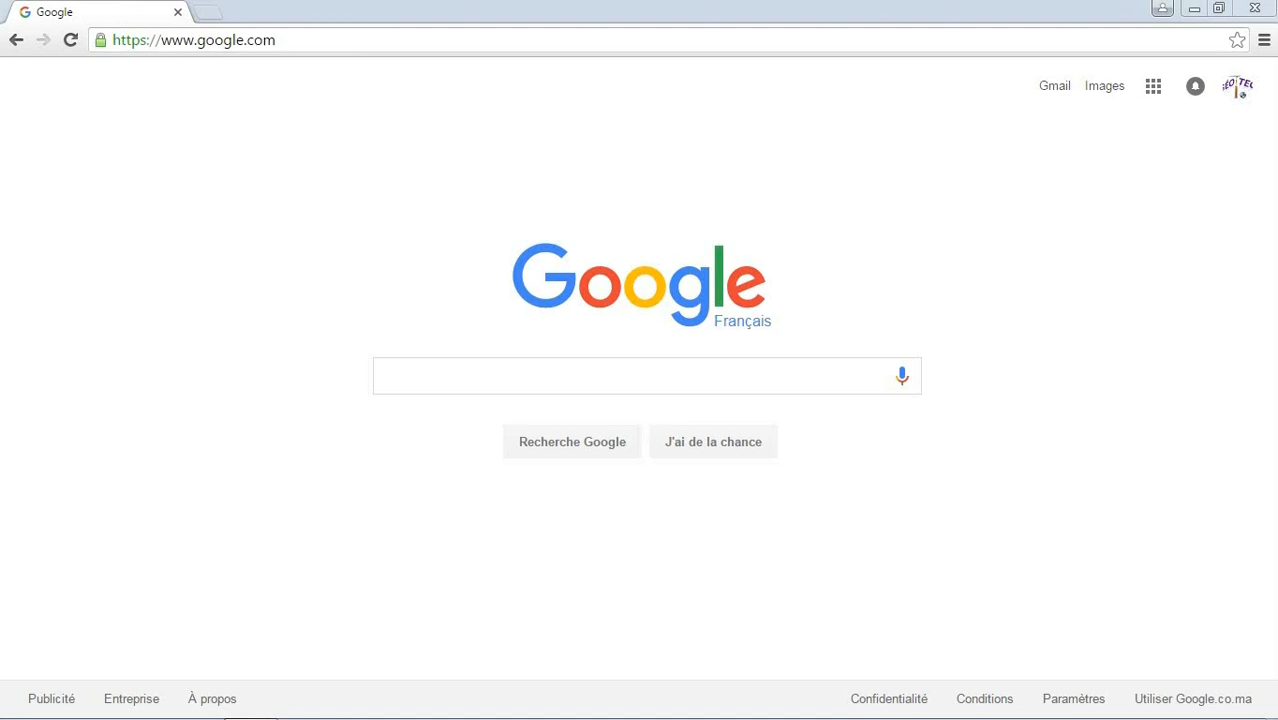 Google
https://www.google.com
Gmail Images
Google
Français
Recherche Google J'ai de la chance
Publicité Entreprise À propos Confidentialité Conditions Paramètres Utiliser Google.co.ma